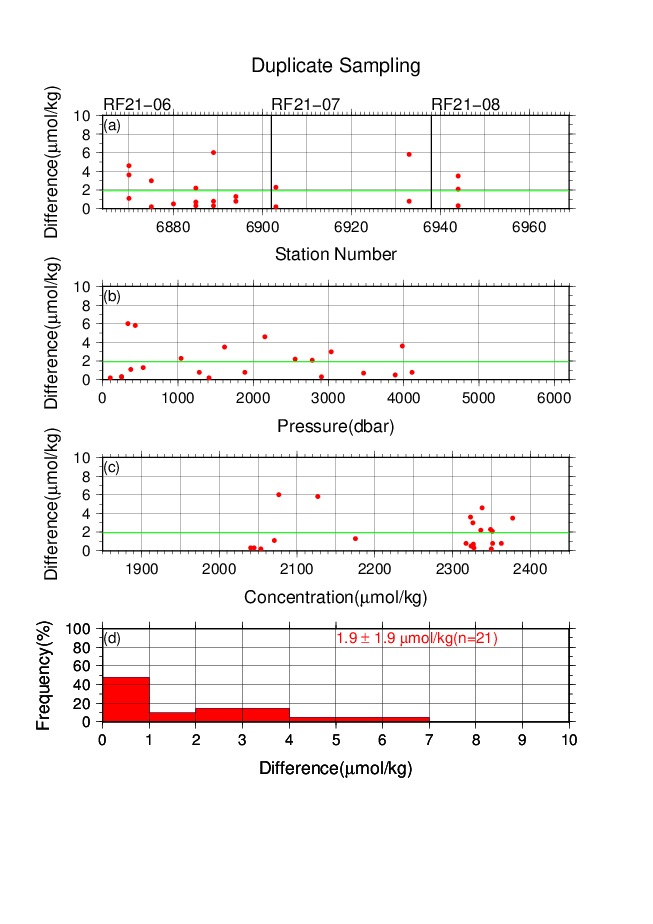 Duplicate Sampling
RF21−06 RF21−07 RF21−08
Difference(μmol/kg)
(a)
10
8
6
4
2
0
6880 6900 6920 6940 6960
Station Number
Difference(μmol/kg)
(b)
10
8
6
4
2
0
0 1000 2000 3000 4000 5000 6000
Pressure(dbar)
Difference(μmol/kg)
(c)
10
8
6
4
2
0
1900 2000 2100 2200 2300 2400
Concentration(μmol/kg)
Frequency(%)
(d)
1.9 ± 1.9 μmol/kg(n=21)
100
80
60
40
20
0
0 1 2 3 4 5 6 7 8 9 10
Difference(μmol/kg)